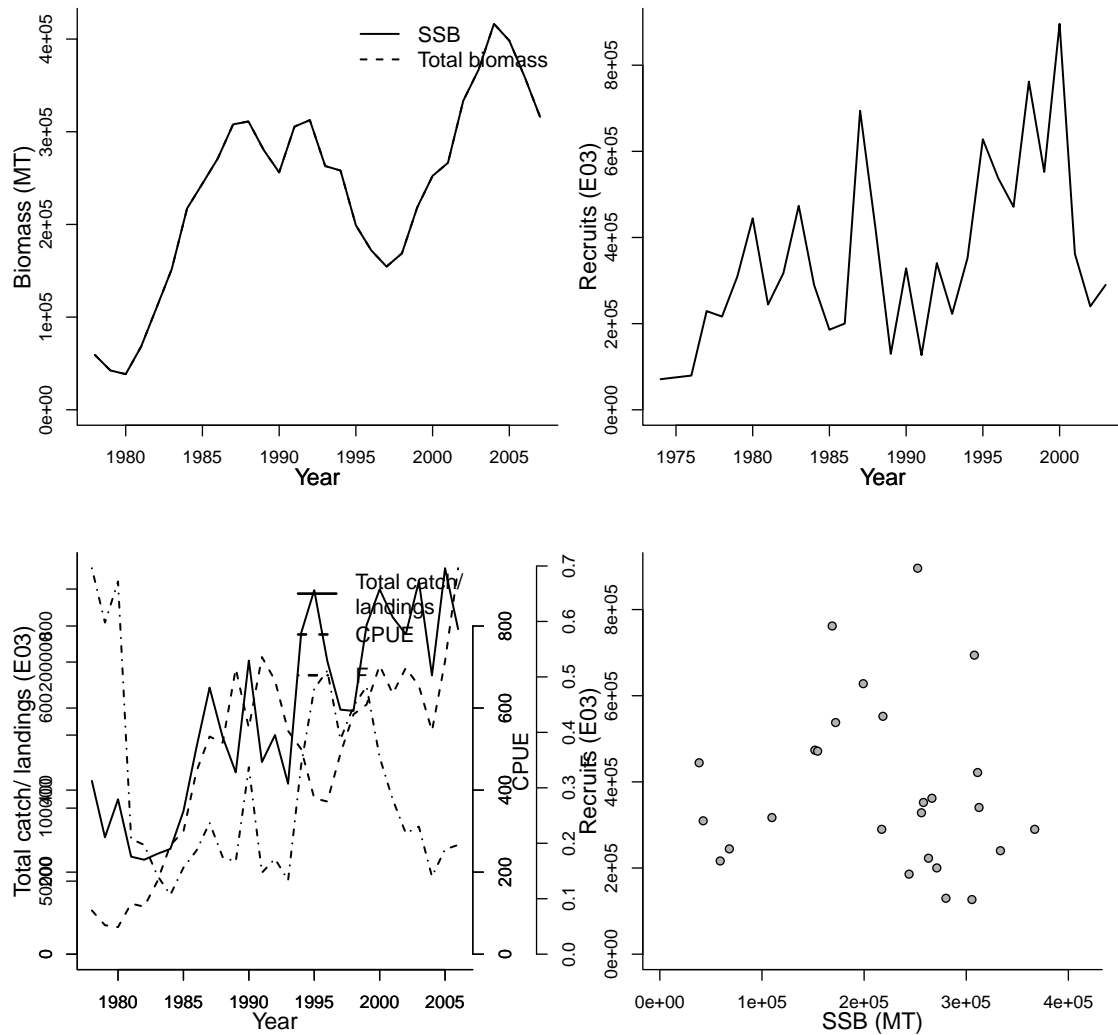 SSB
Total biomass
Biomass (MT)
0e+00 1e+05 2e+05 3e+05 4e+05
1980 1985 1990 1995 2000 2005
Year
Recruits (E03)
0e+00 2e+05 4e+05 6e+05 8e+05
1975 1980 1985 1990 1995 2000
Year
Total catch/
landings
CPUE
F
Total catch/ landings (E03)
0
1980 1985 1990 1995 2000 2005
Year
0 200 400 600 800
CPUE
0.0 0.1 0.2 0.3 0.4 0.5 0.6 0.7
F
Recruits (E03)
0e+00 2e+05 4e+05 6e+05 8e+05
0e+00 1e+05 2e+05 3e+05 4e+05
SSB (MT)